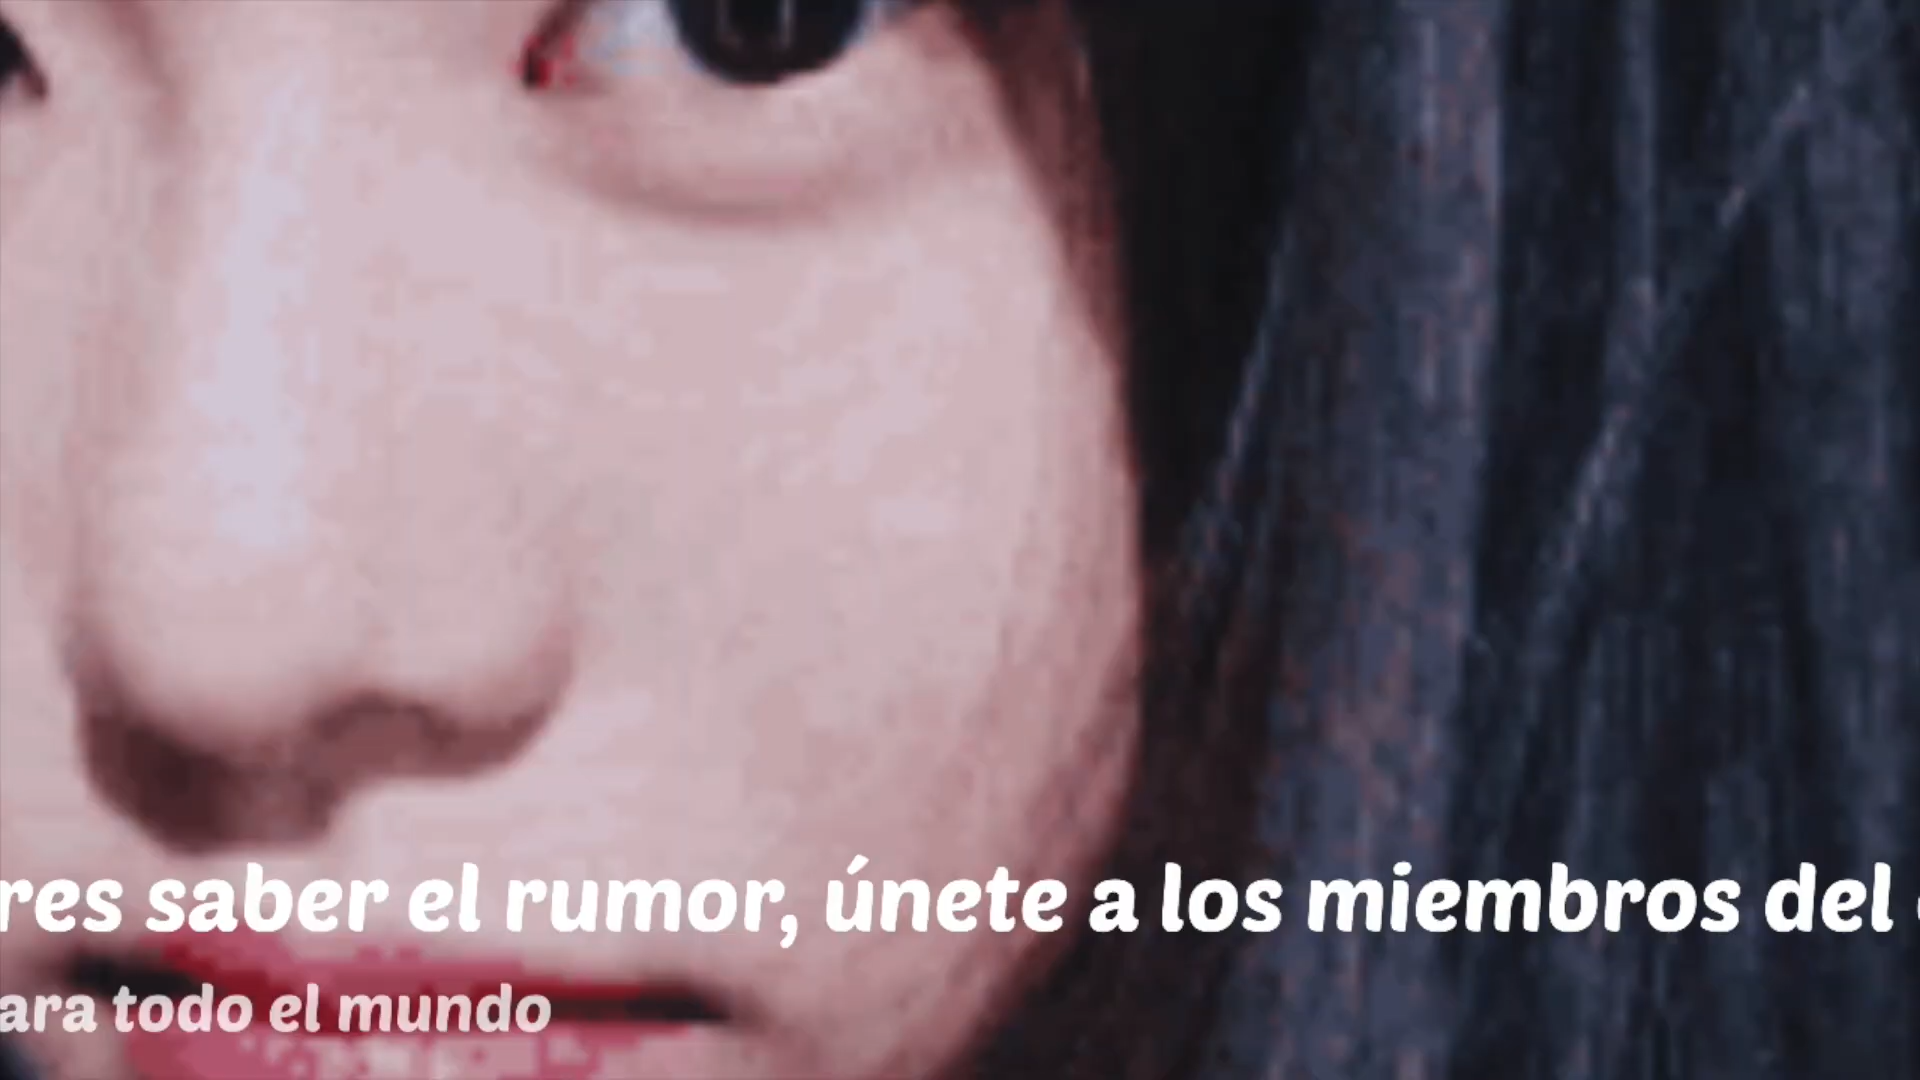 res saber el rumor, únete a los miembros del
ara todo el mundo